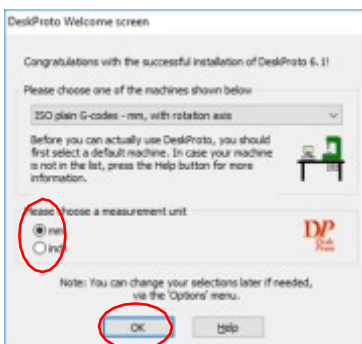 DeskProto Welcome screen
Congratulations with the successful installation of DeskProto 6.1!
Please choose one of the machines shown below
ISO plain G-codes - mm, with rotation axis
Before you can actually use DeskProto, you should
first select a default machine. In case your machine
is not in the list, press the Help button for more
information.
Please choose a measurement unit
mm
inch
DP
Desk
Proto
Note: You can change your selections later if needed,
via the 'Options' menu.
OK
Help